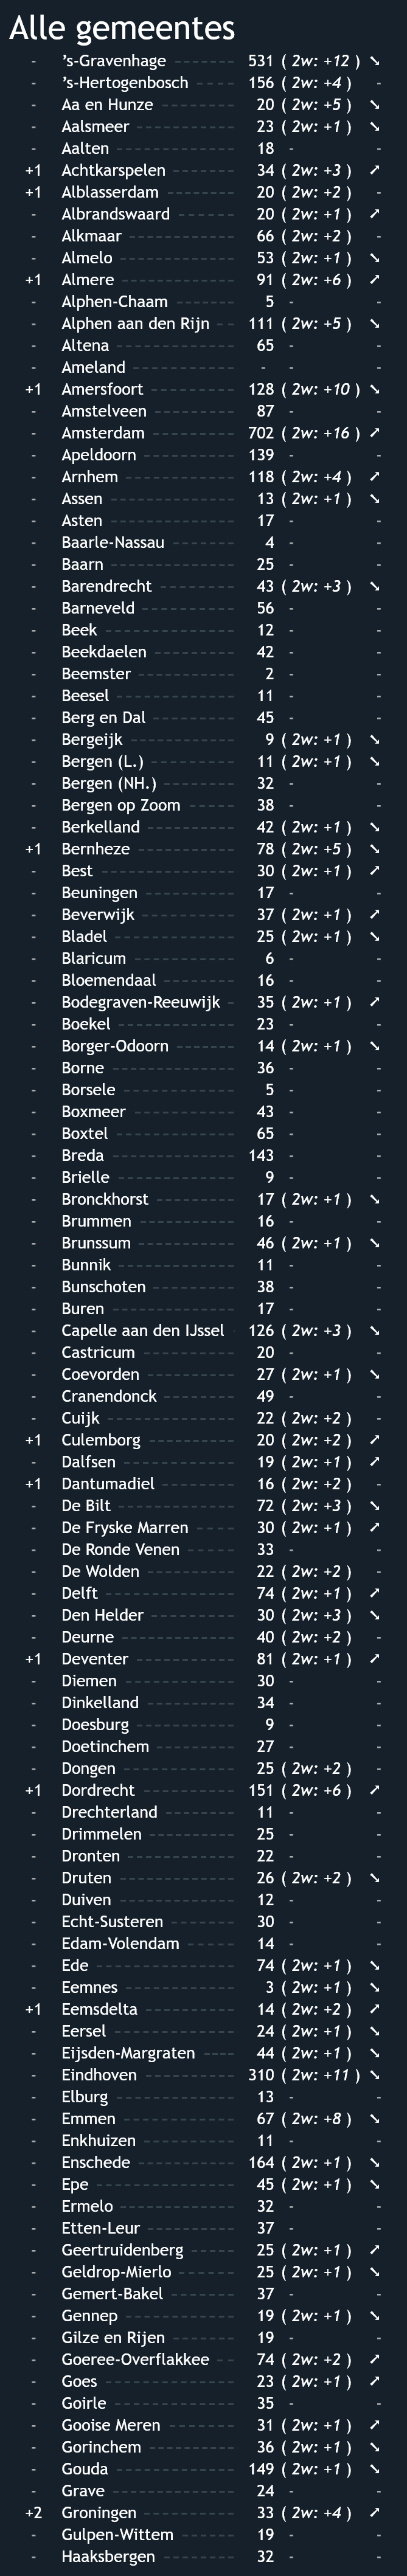 Alle gemeentes
- 's-Gravenhage ------ 531 ( 2w: +12 ) ➘
- 's-Hertogenbosch ---- 156 ( 2w: +4 ) -
- Aa en Hunze 20 ( 2w: +5 ) ➘
- Aalsmeer 23 ( 2w: +1 ) ➘
- Aalten 18 - -
+1 Achtkarspelen 34 ( 2w: +3 ) ➚
+1 Alblasserdam 20 ( 2w: +2 ) -
- Albrandswaard 20 ( 2w: +1 ) ➚
- Alkmaar 66 ( 2w: +2 ) -
- Almelo 53 ( 2w: +1 ) ➘
+1 Almere 91 ( 2w: +6 ) ➚
- Alphen-Chaam 5 - -
- Alphen aan den Rijn 111 ( 2w: +5 ) ➘
- Altena 65 - -
- Ameland - - -
+1 Amersfoort 128 ( 2w: +10 ) ➘
- Amstelveen 87 - -
- Amsterdam 702 ( 2w: +16 ) ➚
- Apeldoorn 139 - -
- Arnhem 118 ( 2w: +4 ) ➚
- Assen 13 ( 2w: +1 ) ➘
- Asten 17 - -
- Baarle-Nassau 4 - -
- Baarn 25 - -
- Barendrecht 43 ( 2w: +3 ) ➘
- Barneveld 56 - -
- Beek 12 - -
- Beekdaelen 42 - -
- Beemster 2 - -
- Beesel 11 - -
- Berg en Dal 45 - -
- Bergeijk 9 ( 2w: +1 ) ➘
- Bergen (L.) 11 ( 2w: +1 ) ➘
- Bergen (NH.) 32 - -
- Bergen op Zoom 38 - -
- Berkelland 42 ( 2w: +1 ) ➘
+1 Bernheze 78 ( 2w: +5 ) ➘
- Best 30 ( 2w: +1 ) ➚
- Beuningen 17 - -
- Beverwijk 37 ( 2w: +1 ) ➚
- Bladel 25 ( 2w: +1 ) ➘
- Blaricum 6 - -
- Bloemendaal 16 - -
- Bodegraven-Reeuwijk 35 ( 2w: +1 ) ➚
- Boekel 23 - -
- Borger-Odoorn 14 ( 2w: +1 ) ➘
- Borne 36 - -
- Borsele 5 - -
- Boxmeer 43 - -
- Boxtel 65 - -
- Breda 143 - -
- Brielle 9 - -
- Bronckhorst 17 ( 2w: +1 ) ➘
- Brummen 16 - -
- Brunssum 46 ( 2w: +1 ) ➘
- Bunnik 11 - -
- Bunschoten 38 - -
- Buren 17 - -
- Capelle aan den IJssel 126 ( 2w: +3 ) ➘
- Castricum 20 - -
- Coevorden 27 ( 2w: +1 ) ➘
- Cranendonck 49 - -
- Cuijk 22 ( 2w: +2 ) -
+1 Culemborg 20 ( 2w: +2 ) ➚
- Dalfsen 19 ( 2w: +1 ) ➚
+1 Dantumadiel 16 ( 2w: +2 ) -
- De Bilt 72 ( 2w: +3 ) ➘
- De Fryske Marren 30 ( 2w: +1 ) ➚
- De Ronde Venen 33 - -
- De Wolden 22 ( 2w: +2 ) -
- Delft 74 ( 2w: +1 ) ➚
- Den Helder 30 ( 2w: +3 ) ➘
- Deurne 40 ( 2w: +2 ) -
+1 Deventer 81 ( 2w: +1 ) ➚
- Diemen 30 - -
- Dinkelland 34 - -
- Doesburg 9 - -
- Doetinchem 27 - -
- Dongen 25 ( 2w: +2 ) -
+1 Dordrecht 151 ( 2w: +6 ) ➚
- Drechterland 11 - -
- Drimmelen 25 - -
- Dronten 22 - -
- Druten 26 ( 2w: +2 ) ➘
- Duiven 12 - -
- Echt-Susteren 30 - -
- Edam-Volendam 14 - -
- Ede 74 ( 2w: +1 ) ➘
- Eemnes 3 ( 2w: +1 ) ➘
+1 Eemsdelta 14 ( 2w: +2 ) ➚
- Eersel 24 ( 2w: +1 ) ➘
- Eijsden-Margraten 44 ( 2w: +1 ) ➘
- Eindhoven 310 ( 2w: +11 ) ➘
- Elburg 13 - -
- Emmen 67 ( 2w: +8 ) ➘
- Enkhuizen 11 - -
- Enschede 164 ( 2w: +1 ) ➘
- Epe 45 ( 2w: +1 ) ➘
- Ermelo 32 - -
- Etten-Leur 37 - -
- Geertruidenberg 25 ( 2w: +1 ) ➚
- Geldrop-Mierlo 25 ( 2w: +1 ) ➘
- Gemert-Bakel 37 - -
- Gennep 19 ( 2w: +1 ) ➘
- Gilze en Rijen 19 - -
- Goeree-Overflakkee 74 ( 2w: +2 ) ➚
- Goes 23 ( 2w: +1 ) ➚
- Goirle 35 - -
- Gooise Meren 31 ( 2w: +1 ) ➚
- Gorinchem 36 ( 2w: +1 ) ➘
- Gouda 149 ( 2w: +1 ) ➘
- Grave 24 - -
+2 Groningen 33 ( 2w: +4 ) ➚
- Gulpen-Wittem 19 - -
- Haaksbergen 32 - -